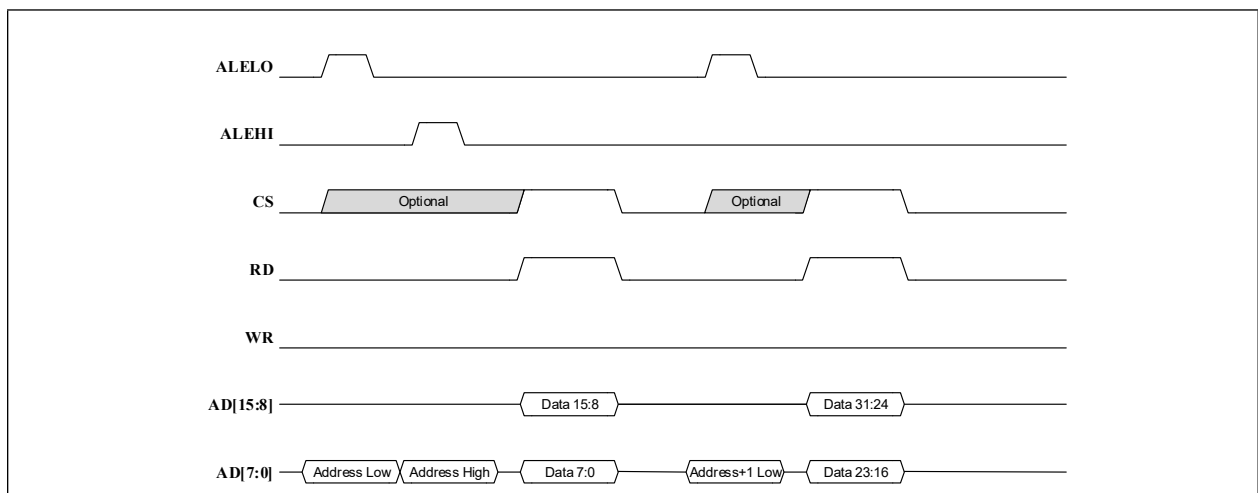 ALELO
ALEHI
CS Optional Optional
RD
WR
AD[15:8] Data 15:8 Data 31:24
AD[7:0] Address Low Address High Data 7:0 Address+1 Low Data 23:16